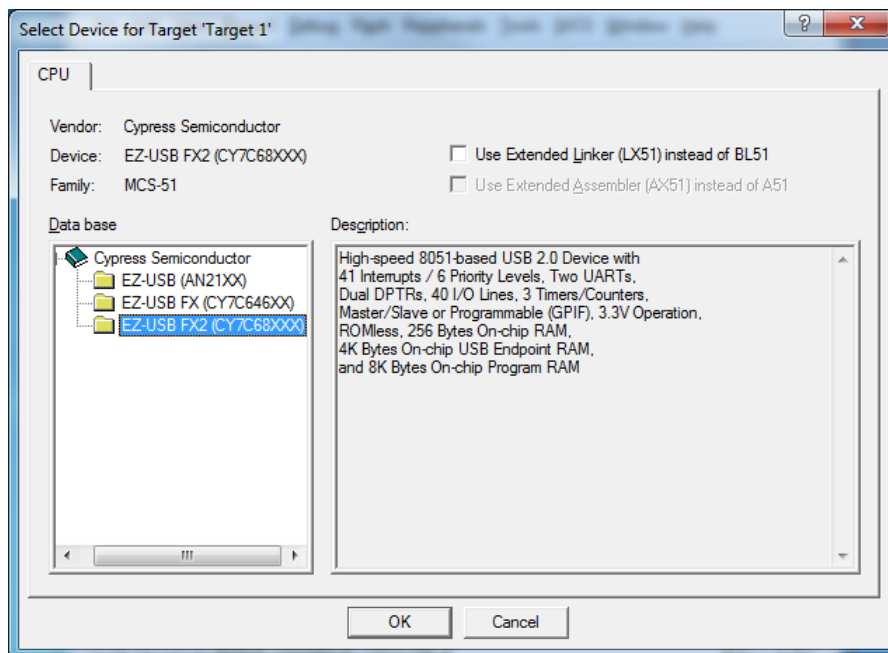 Select Device for Target 'Target 1'
CPU
Vendor: Cypress Semiconductor
Device: EZ-USB FX2 (CY7C68XXX)
Family: MCS-51
Use Extended Linker (LX51) instead of BL51
Use Extended Assembler (AX51) instead of A51
Data base
Cypress Semiconductor
EZ-USB (AN21XX)
EZ-USB FX (CY7C646XX)
EZ-USB FX2 (CY7C68XXX)
Description:
High-speed 8051-based USB 2.0 Device with
41 Interrupts / 6 Priority Levels, Two UARTs,
Dual DPTRs, 40 I/O Lines, 3 Timers/Counters,
Master/Slave or Programmable (GPIF), 3.3V Operation,
ROMless, 256 Bytes On-chip RAM,
4K Bytes On-chip USB Endpoint RAM,
and 8K Bytes On-chip Program RAM
OK
Cancel